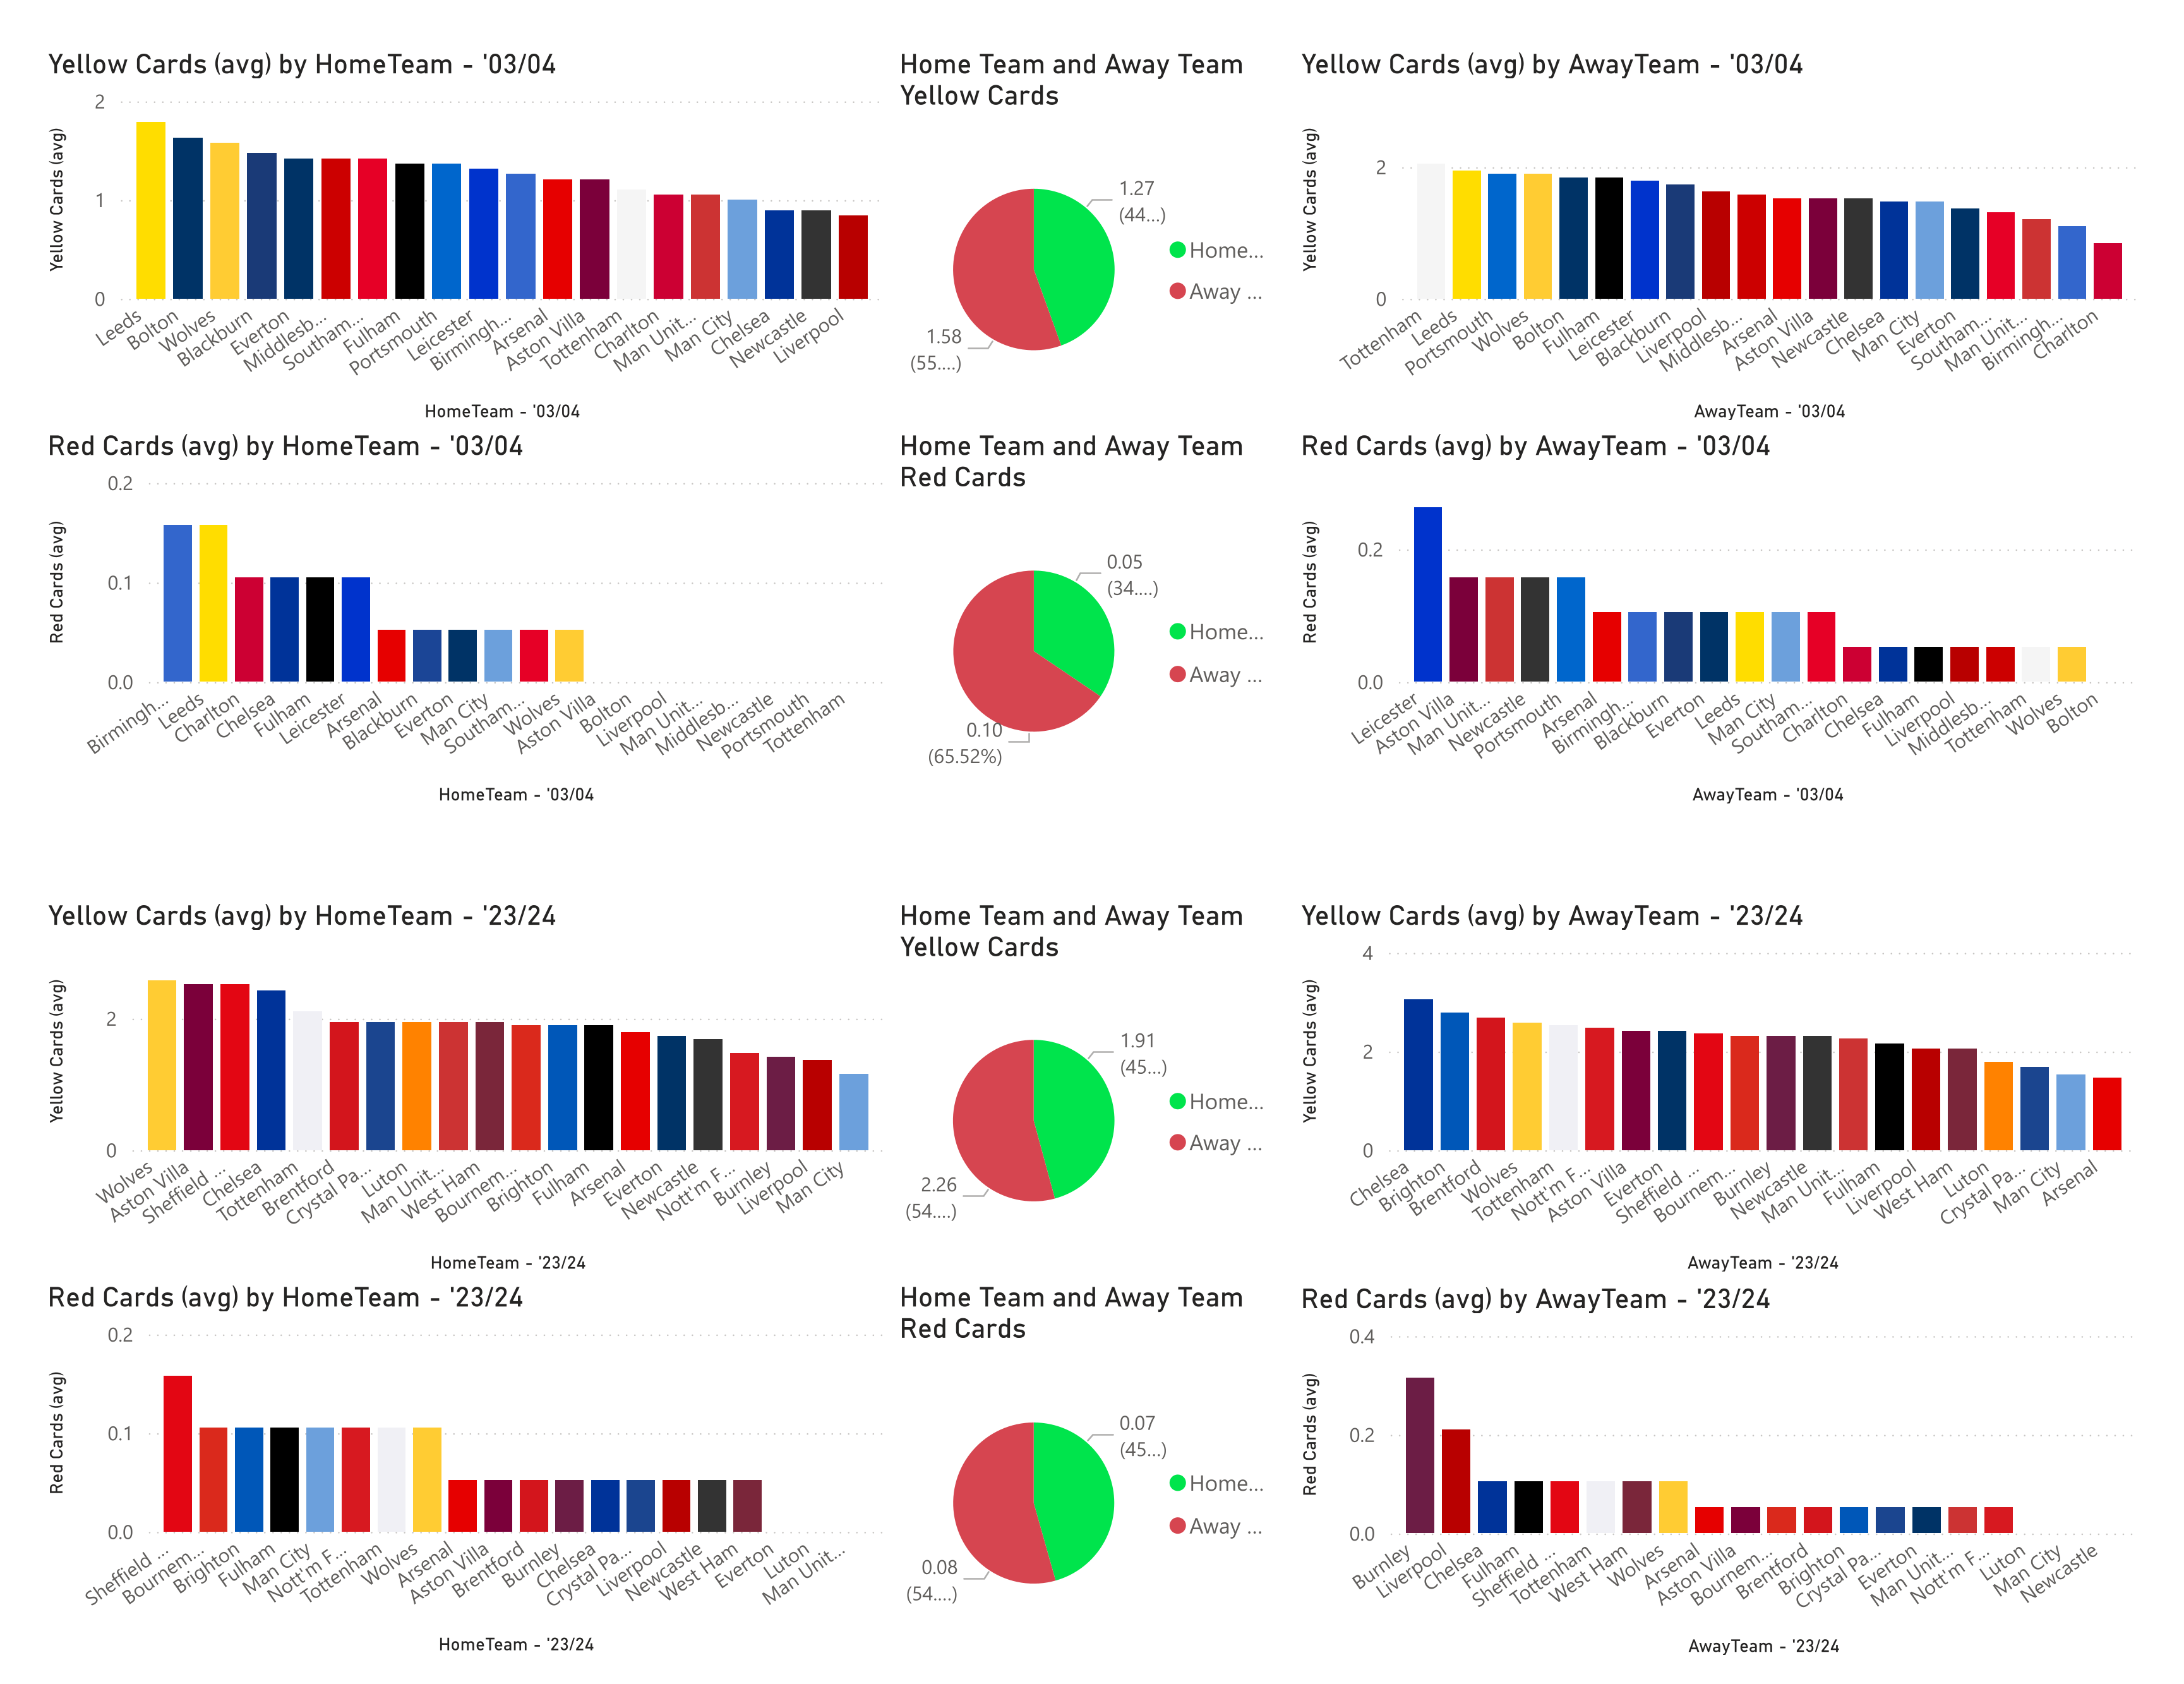 Yellow Cards (avg) by HomeTeam - '03/04
Yellow Cards (avg)
2
1
0
Leeds
Bolton
Wolves
Blackburn
Everton
Middlesb...
Southam...
Fulham
Portsmouth
Leicester
Birmingh...
Arsenal
Aston Villa
Tottenham
Charlton
Man Unit...
Man City
Chelsea
Newcastle
Liverpool
HomeTeam - '03/04
Home Team and Away Team
Yellow Cards
1.27
(44...)
1.58
(55....)
Home...
Away ...
Yellow Cards (avg) by AwayTeam - '03/04
Yellow Cards (avg)
2
0
Tottenham
Leeds
Portsmouth
Wolves
Bolton
Fulham
Leicester
Blackburn
Liverpool
Middlesb...
Arsenal
Aston Villa
Newcastle
Chelsea
Man City
Everton
Southam...
Man Unit...
Birmingh...
Charlton
AwayTeam - '03/04
Red Cards (avg) by HomeTeam - '03/04
Red Cards (avg)
0.2
0.1
0.0
Birmingh...
Leeds
Charlton
Chelsea
Fulham
Leicester
Arsenal
Blackburn
Everton
Man City
Southam...
Wolves
Aston Villa
Bolton
Liverpool
Man Unit...
Middlesb...
Newcastle
Portsmouth
Tottenham
HomeTeam - '03/04
Home Team and Away Team
Red Cards
0.05
(34....)
0.10
(65.52%)
Home...
Away ...
Red Cards (avg) by AwayTeam - '03/04
Red Cards (avg)
0.2
0.0
Leicester
Aston Villa
Man Unit...
Newcastle
Portsmouth
Arsenal
Birmingh...
Blackburn
Everton
Leeds
Man City
Southam...
Charlton
Chelsea
Fulham
Liverpool
Middlesb...
Tottenham
Wolves
Bolton
AwayTeam - '03/04
Yellow Cards (avg) by HomeTeam - '23/24
Yellow Cards (avg)
2
0
Wolves
Aston Villa
Sheffield ...
Chelsea
Tottenham
Brentford
Crystal Pa...
Luton
Man Unit...
West Ham
Bournem...
Brighton
Fulham
Arsenal
Everton
Newcastle
Nott'm F...
Burnley
Liverpool
Man City
HomeTeam - '23/24
Home Team and Away Team
Yellow Cards
1.91
(45...)
2.26
(54....)
Home...
Away ...
Yellow Cards (avg) by AwayTeam - '23/24
Yellow Cards (avg)
4
2
0
Chelsea
Brighton
Brentford
Wolves
Tottenham
Nott'm F...
Aston Villa
Everton
Sheffield ...
Bournem...
Burnley
Newcastle
Man Unit...
Fulham
Liverpool
West Ham
Luton
Crystal Pa...
Man City
Arsenal
AwayTeam - '23/24
Red Cards (avg) by HomeTeam - '23/24
Red Cards (avg)
0.2
0.1
0.0
Sheffield ...
Bournem...
Brighton
Fulham
Man City
Nott'm F...
Tottenham
Wolves
Arsenal
Aston Villa
Brentford
Burnley
Chelsea
Crystal Pa...
Liverpool
Newcastle
West Ham
Everton
Luton
Man Unit...
HomeTeam - '23/24
Home Team and Away Team
Red Cards
0.07
(45...)
0.08
(54....)
Home...
Away ...
Red Cards (avg) by AwayTeam - '23/24
Red Cards (avg)
0.4
0.2
0.0
Burnley
Liverpool
Chelsea
Fulham
Sheffield ...
Tottenham
West Ham
Wolves
Arsenal
Aston Villa
Bournem...
Brentford
Brighton
Crystal Pa...
Everton
Man Unit...
Nott'm F...
Luton
Man City
Newcastle
AwayTeam - '23/24